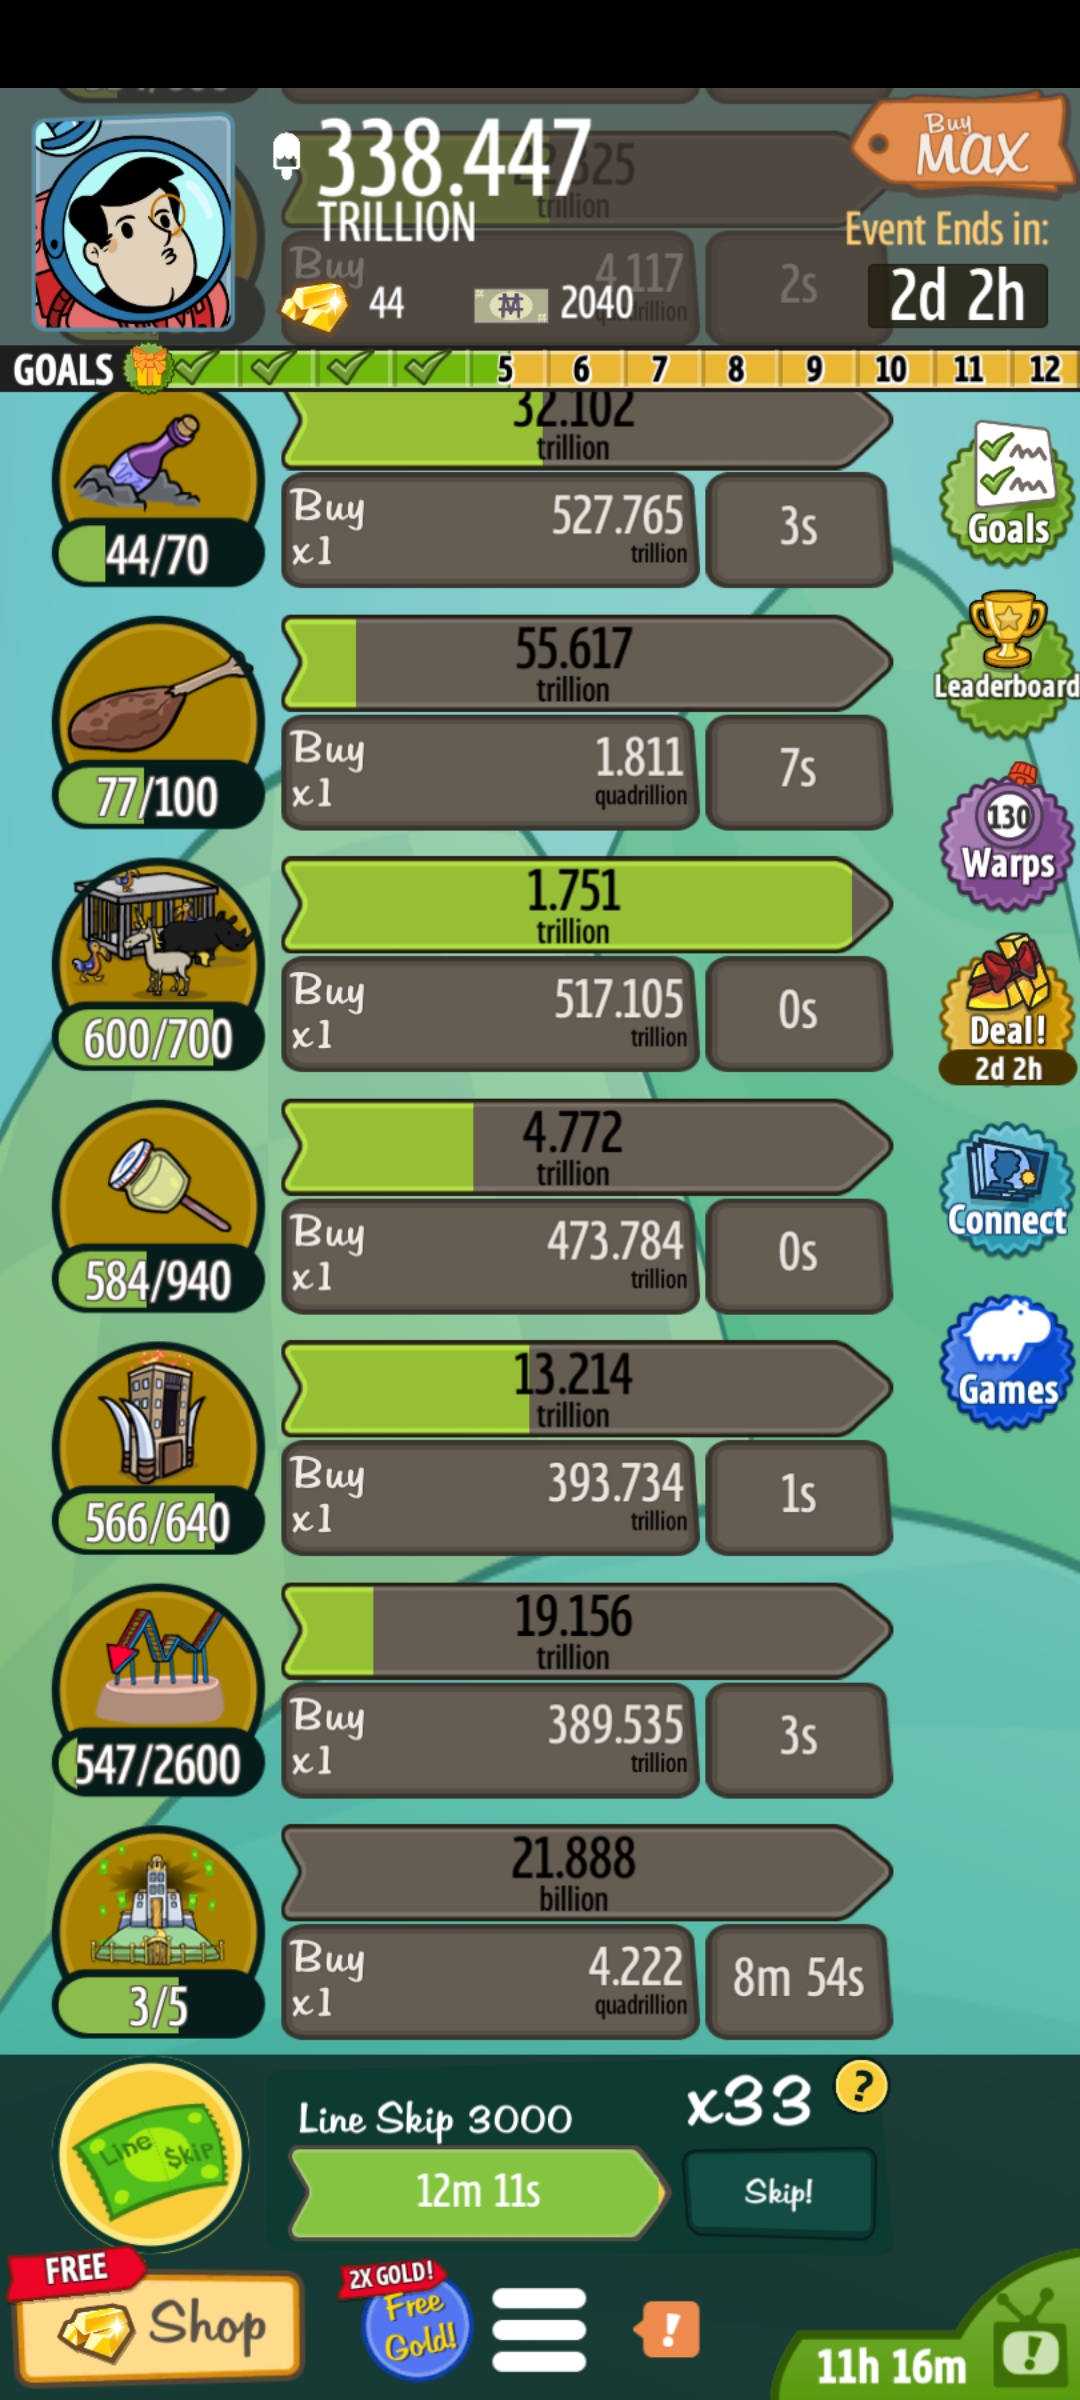 338.447
TRILLION
44
2040
Buy
MAX
Event Ends in:
2d 2h
trillion
Buy
4.117
2s
GOALS
5 6 7 8 9 10 11 12
32.102
trillion
44/70
Buy
x1
527.765
trillion
3s
55.617
trillion
77/100
Buy
x1
1.811
quadrillion
7s
1.751
trillion
600/700
Buy
x1
517.105
trillion
0s
4.772
trillion
584/940
Buy
x1
473.784
trillion
0s
13.214
trillion
566/640
Buy
x1
393.734
trillion
1s
19.156
trillion
547/2600
Buy
x1
389.535
trillion
3s
21.888
billion
3/5
Buy
x1
4.222
quadrillion
8m 54s
Goals
Leaderboard
130
Warps
Deal!
2d 2h
Connect
Games
Line $kip
Line Skip 3000
12m 11s
x33
?
Skip!
FREE
Shop
2X GOLD!
Free
Gold!
!
11h 16m
!